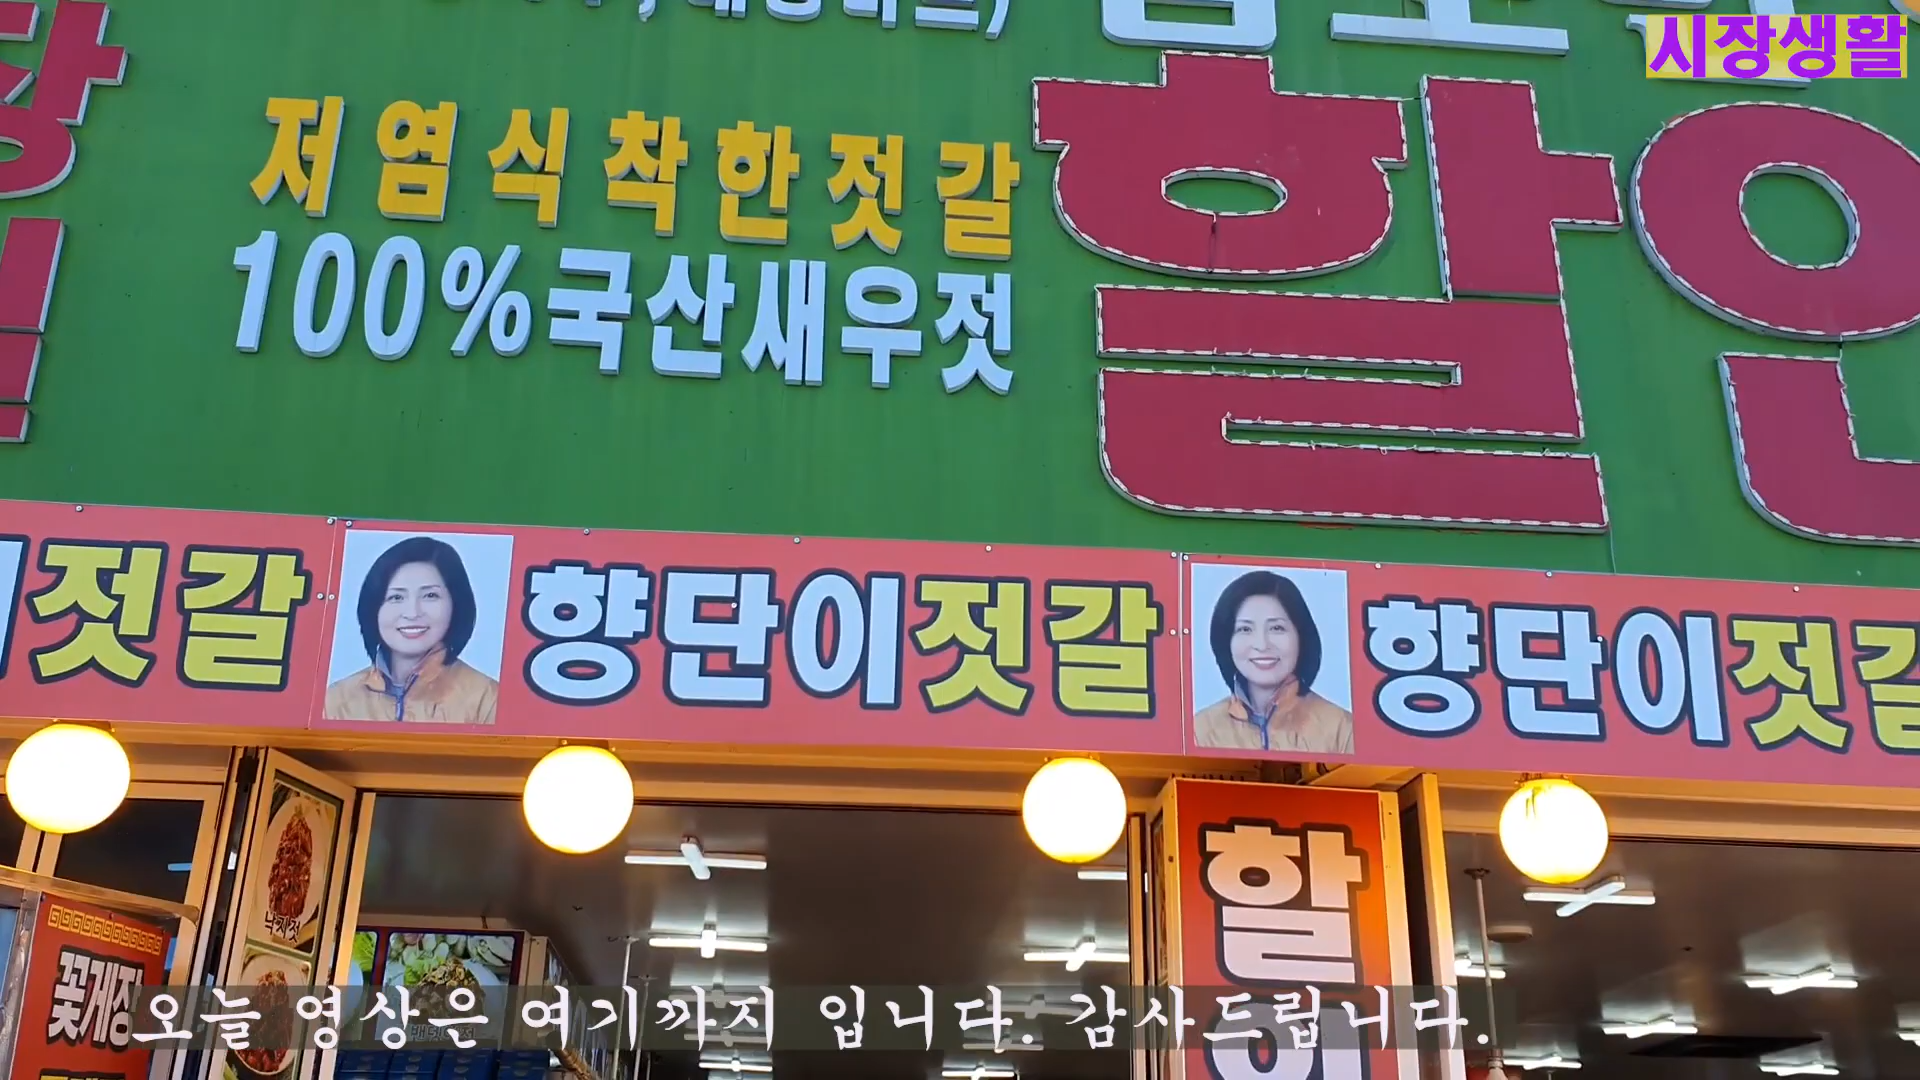 시장생활
저염식착한젓갈
할인
100%국산새우젓
젓갈
향단이젓갈
향단이젓갈
할인
낙지젓
꽃게장
오늘 영상은 여기까지 입니다. 감사드립니다.